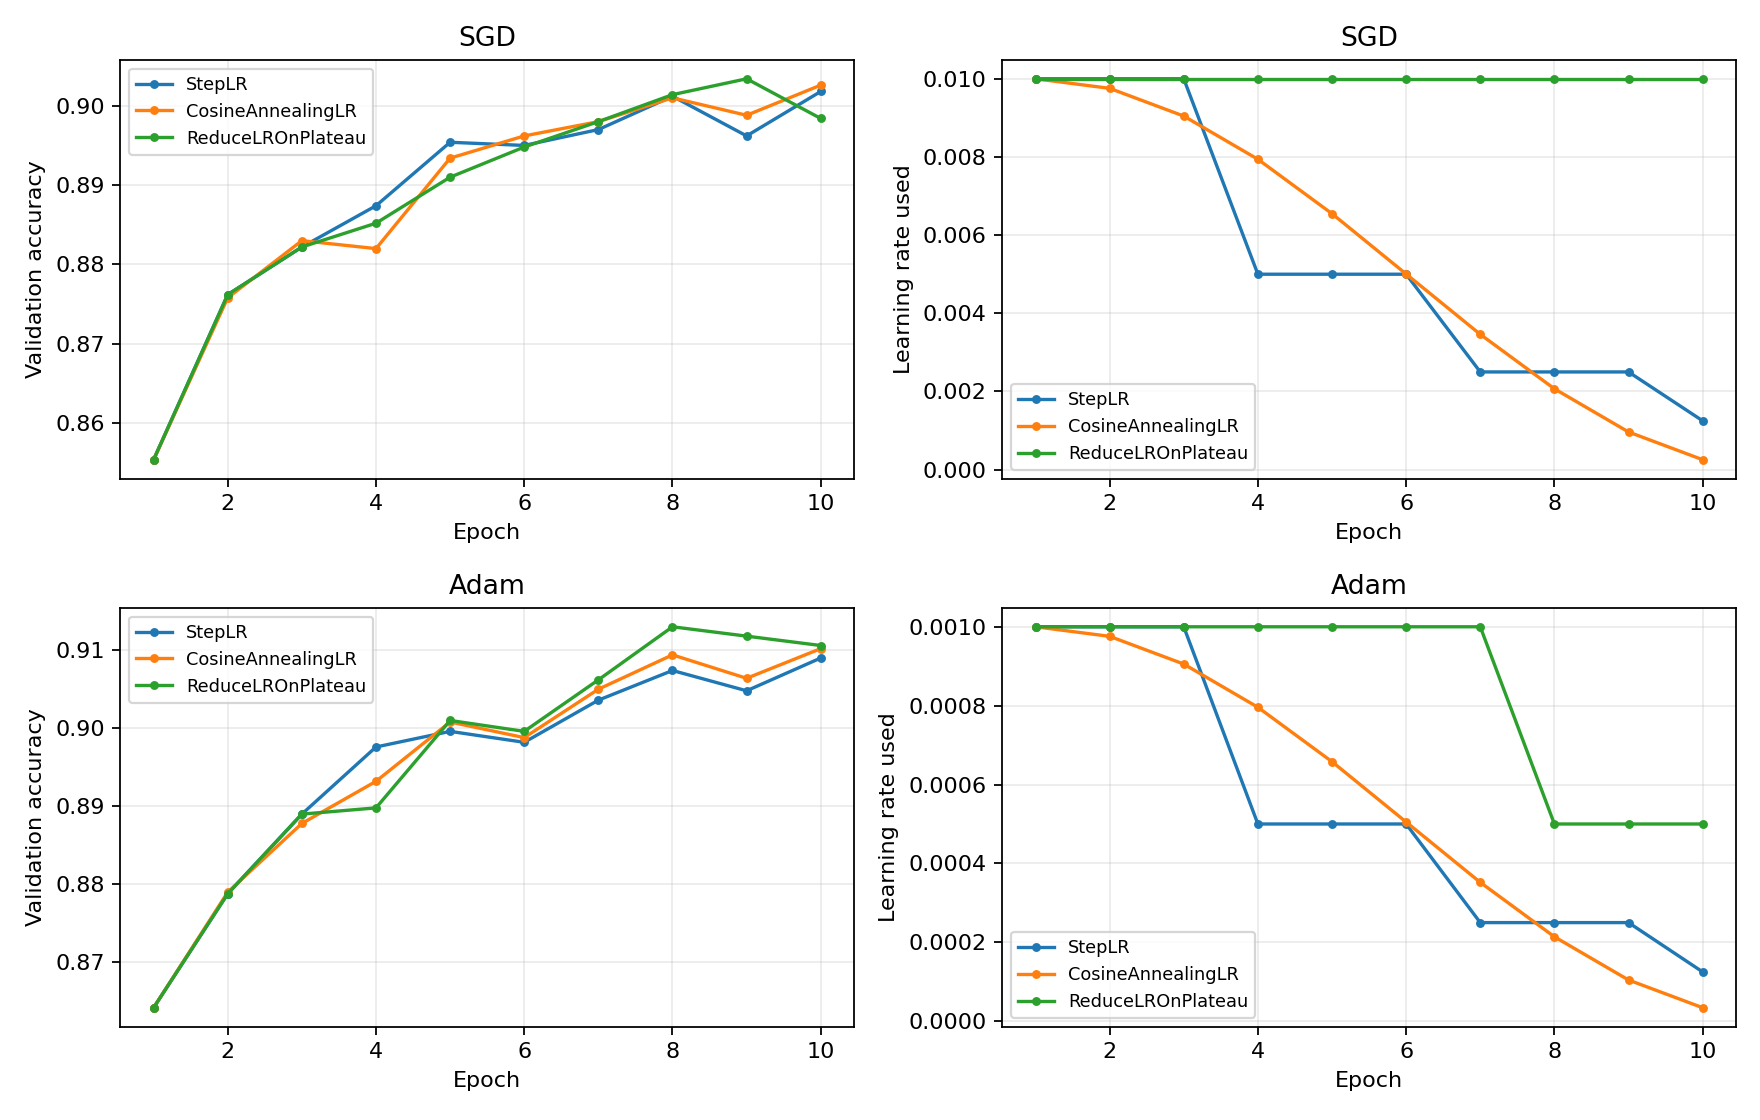 SGD
Validation accuracy
0.90
0.89
0.88
0.87
0.86
StepLR
CosineAnnealingLR
ReduceLROnPlateau
2 4 6 8 10
Epoch
SGD
Learning rate used
0.010
0.008
0.006
0.004
0.002
0.000
StepLR
CosineAnnealingLR
ReduceLROnPlateau
2 4 6 8 10
Epoch
Adam
Validation accuracy
0.91
0.90
0.89
0.88
0.87
StepLR
CosineAnnealingLR
ReduceLROnPlateau
2 4 6 8 10
Epoch
Adam
Learning rate used
0.0010
0.0008
0.0006
0.0004
0.0002
0.0000
StepLR
CosineAnnealingLR
ReduceLROnPlateau
2 4 6 8 10
Epoch